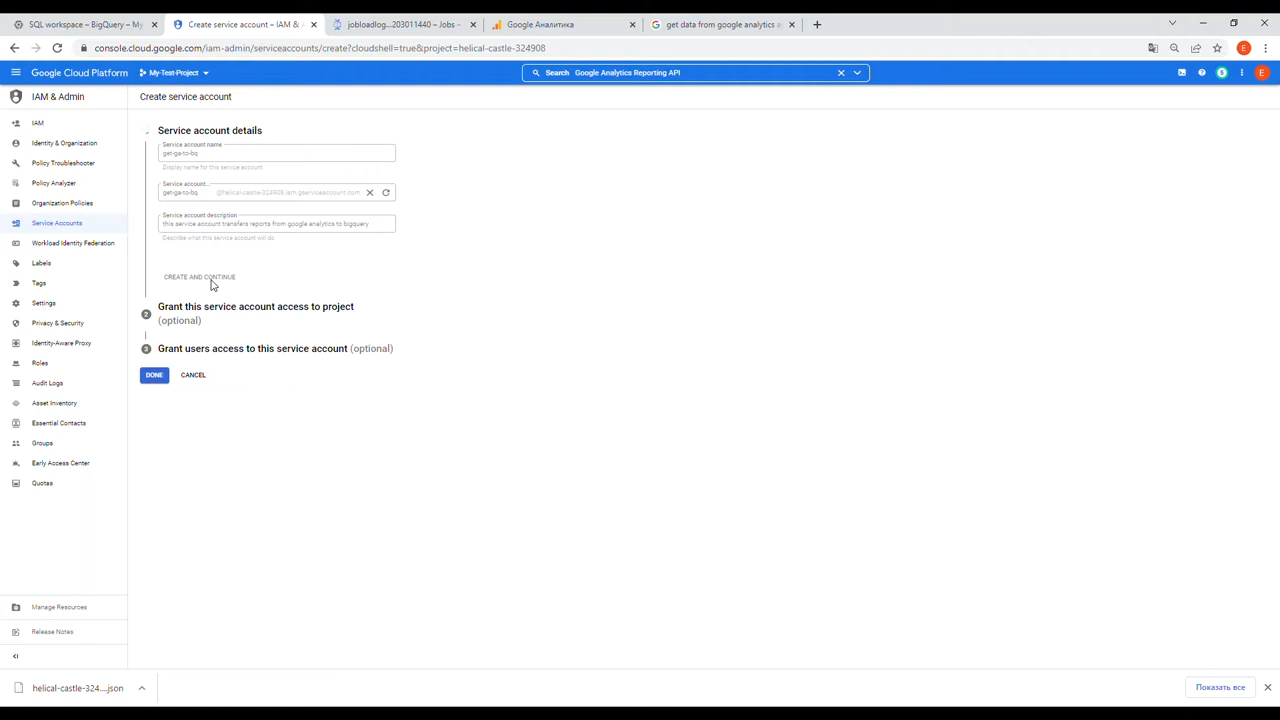 SQL workspace – BigQuery – My
Create service account – IAM &
jobloadlog...203011440 – Jobs –
Google Аналитика
get data from google analytics a
console.cloud.google.com/iam-admin/serviceaccounts/create?cloudshell=true&project=helical-castle-324908
E
Google Cloud Platform
My-Test-Project
Search Google Analytics Reporting API
E
IAM & Admin
Create service account
IAM
Identity & Organization
Policy Troubleshooter
Policy Analyzer
Organization Policies
Service Accounts
Workload Identity Federation
Labels
Tags
Settings
Privacy & Security
Identity-Aware Proxy
Roles
Audit Logs
Asset Inventory
Essential Contacts
Groups
Early Access Center
Quotas
Manage Resources
Release Notes
Service account details
Service account name
get-ga-to-bq
Display name for this service account
Service account...
get-ga-to-bq @helical-castle-324908.iam.gserviceaccount.com
Service account description
this service account transfers reports from google analytics to bigquery
Describe what this service account will do
CREATE AND CONTINUE
2 Grant this service account access to project
(optional)
3 Grant users access to this service account (optional)
DONE CANCEL
helical-castle-324....json
Показать все